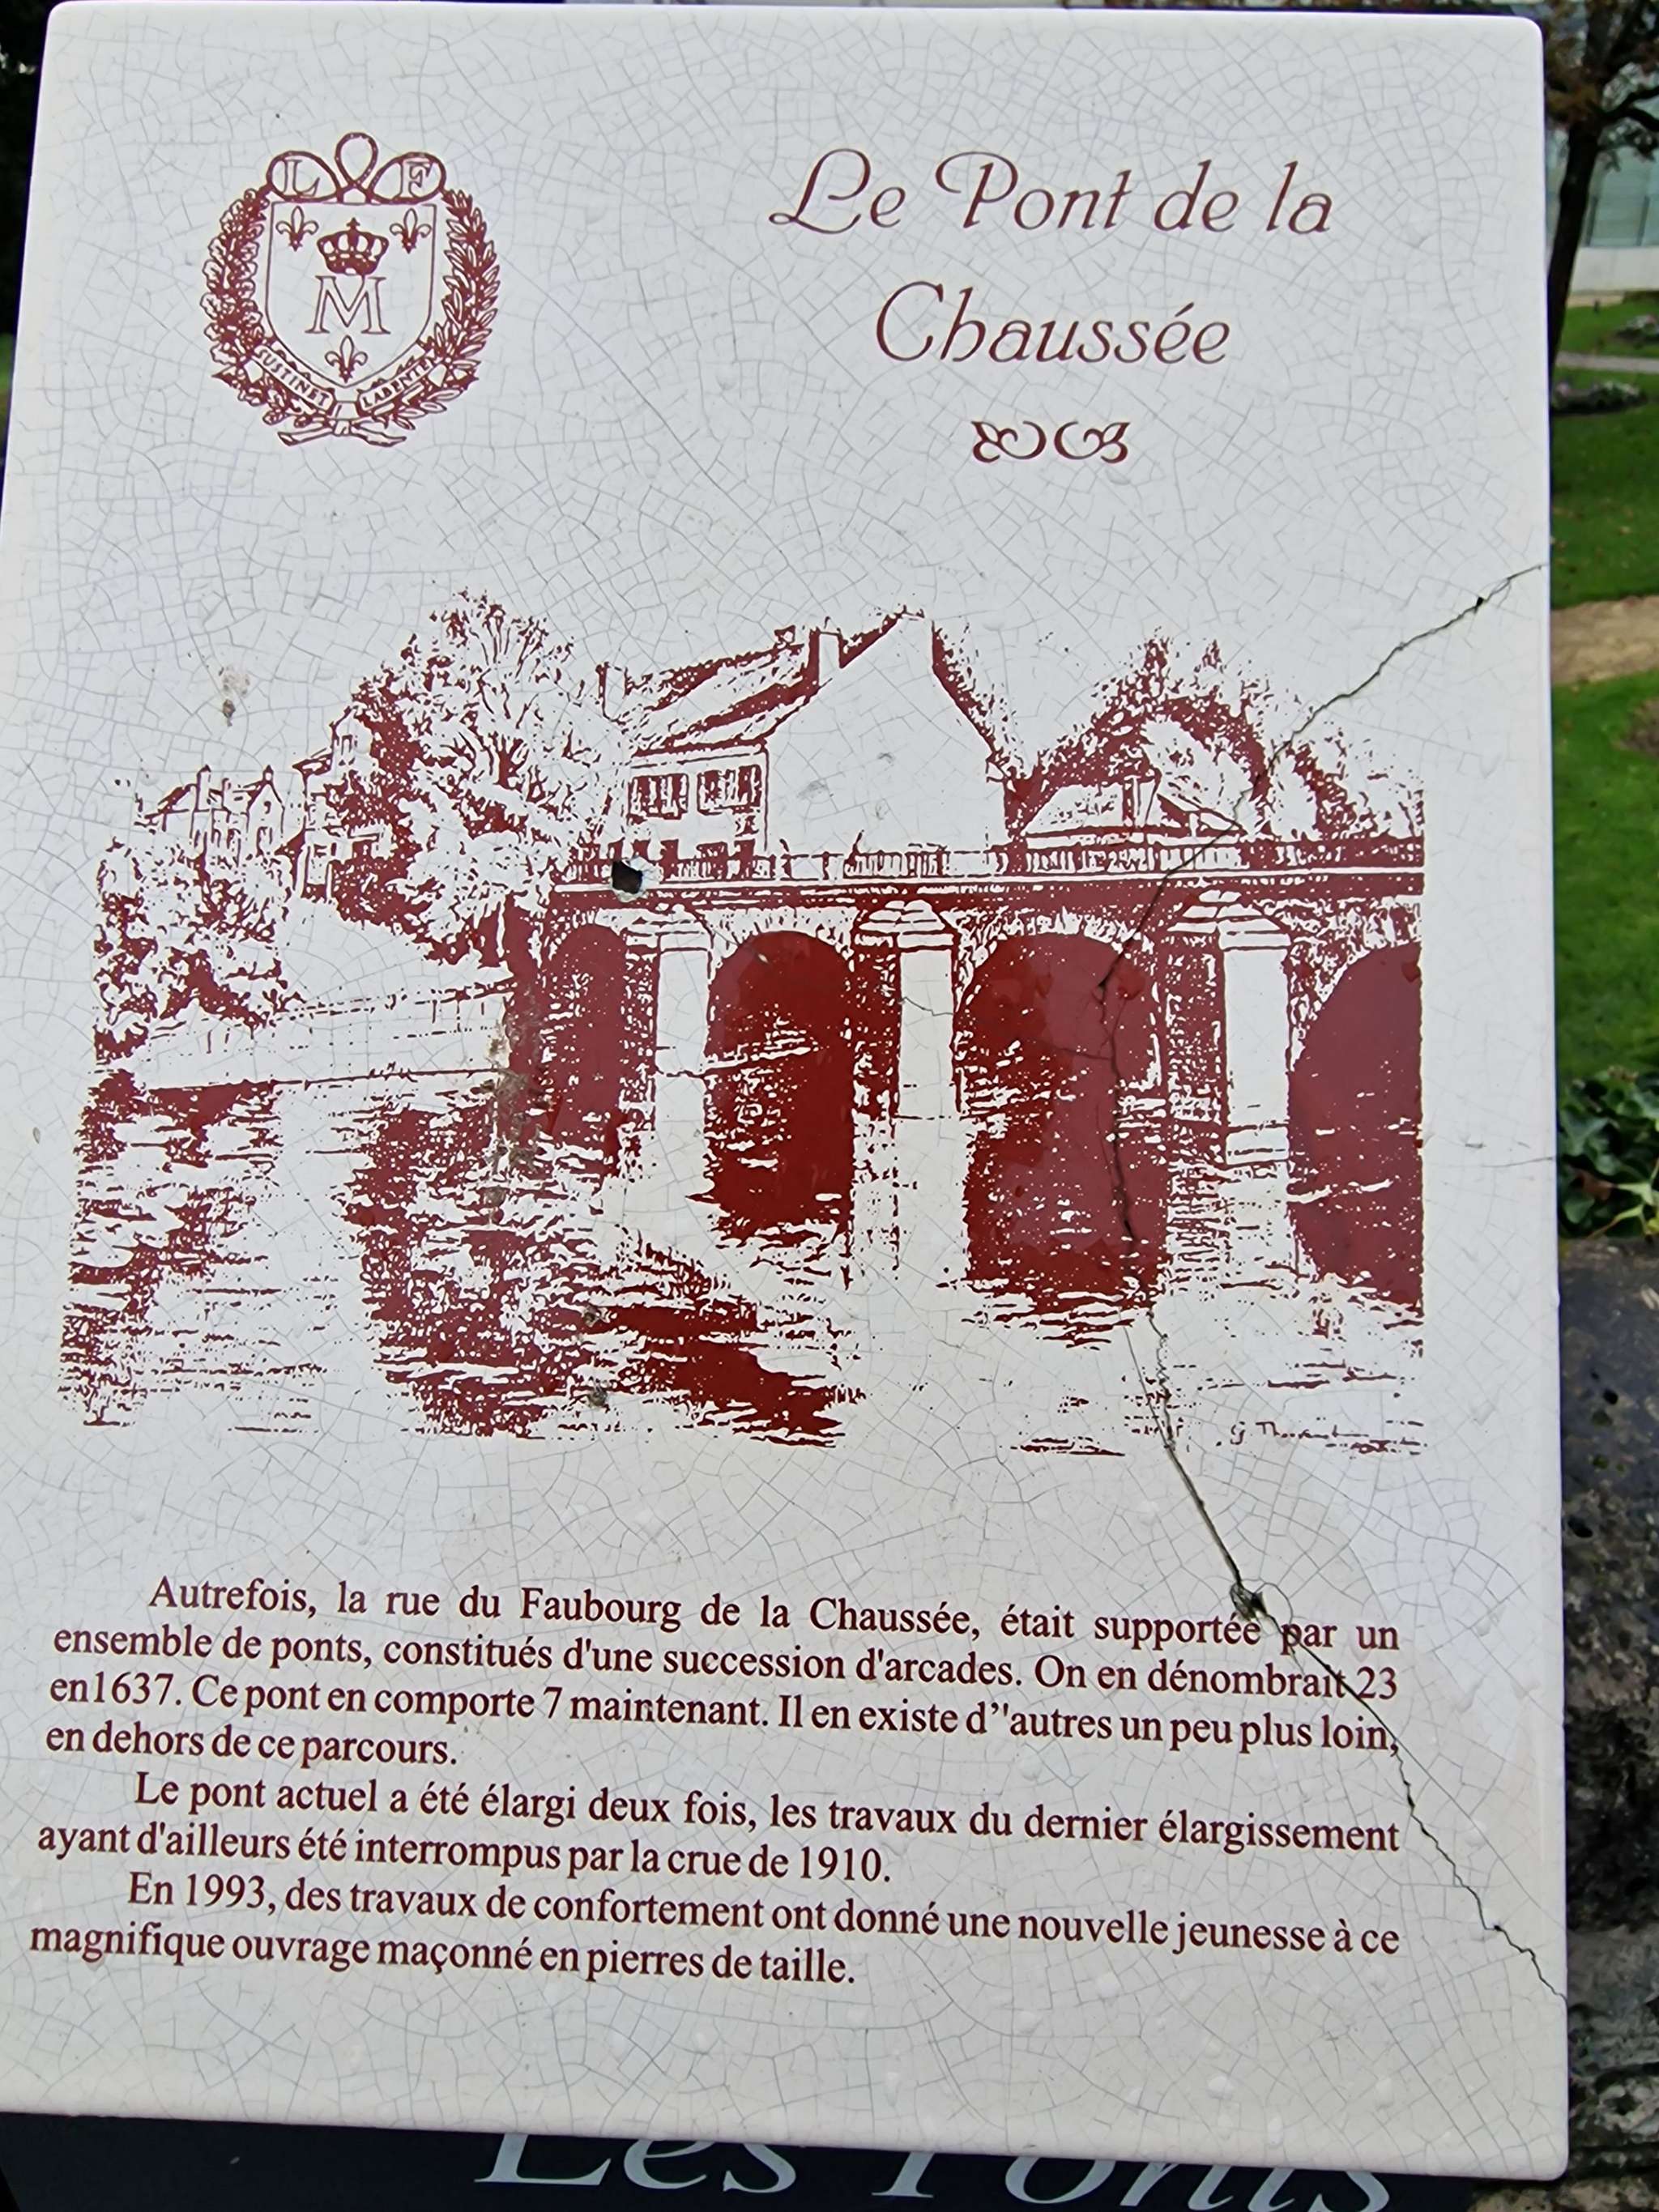 L F
M
SUSTINET LABENTEM
Le Pont de la
Chaussée
Autrefois, la rue du Faubourg de la Chaussée, était supportée par un
ensemble de ponts, constitués d'une succession d'arcades. On en dénombrait 23
en1637. Ce pont en comporte 7 maintenant. Il en existe d''autres un peu plus loin,
en dehors de ce parcours.
Le pont actuel a été élargi deux fois, les travaux du dernier élargissement
ayant d'ailleurs été interrompus par la crue de 1910.
En 1993, des travaux de confortement ont donné une nouvelle jeunesse à ce
magnifique ouvrage maçonné en pierres de taille.
Les Ponts